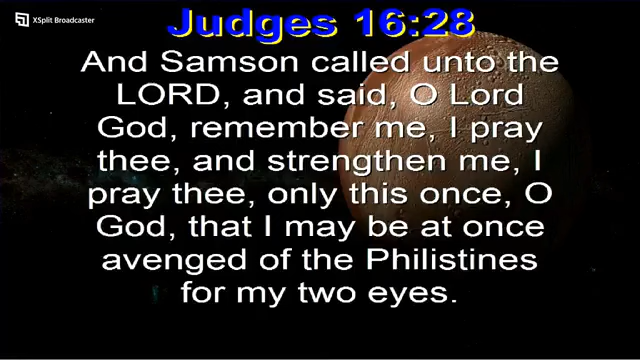 XSplit Broadcaster
Judges 16:28
And Samson called unto the
LORD, and said, O Lord
God, remember me, I pray
thee, and strengthen me, I
pray thee, only this once, O
God, that I may be at once
avenged of the Philistines
for my two eyes.